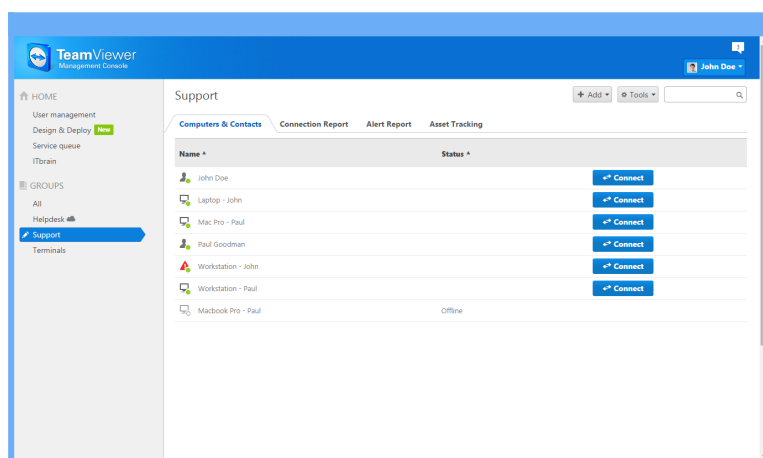 TeamViewer
Management Console
John Doe
HOME
User management
Design & Deploy New
Service queue
ITbrain
GROUPS
All
Helpdesk
Support
Terminals
Support
+ Add Tools
Computers & Contacts Connection Report Alert Report Asset Tracking
Name Status
John Doe Connect
Laptop - John Connect
Mac Pro - Paul Connect
Paul Goodman Connect
Workstation - John Connect
Workstation - Paul Connect
Macbook Pro - Paul Offline